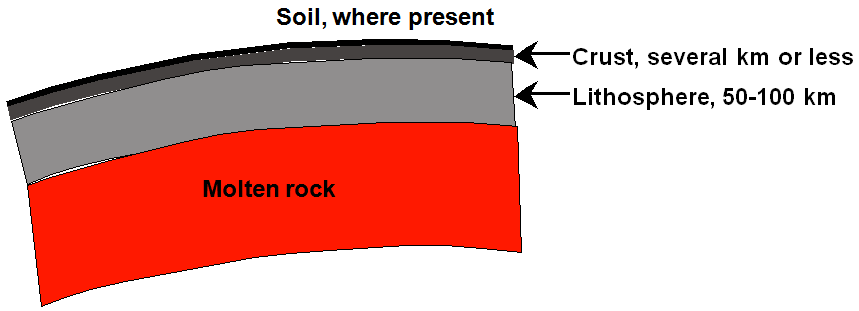 Soil, where present
Crust, several km or less
Lithosphere, 50-100 km
Molten rock